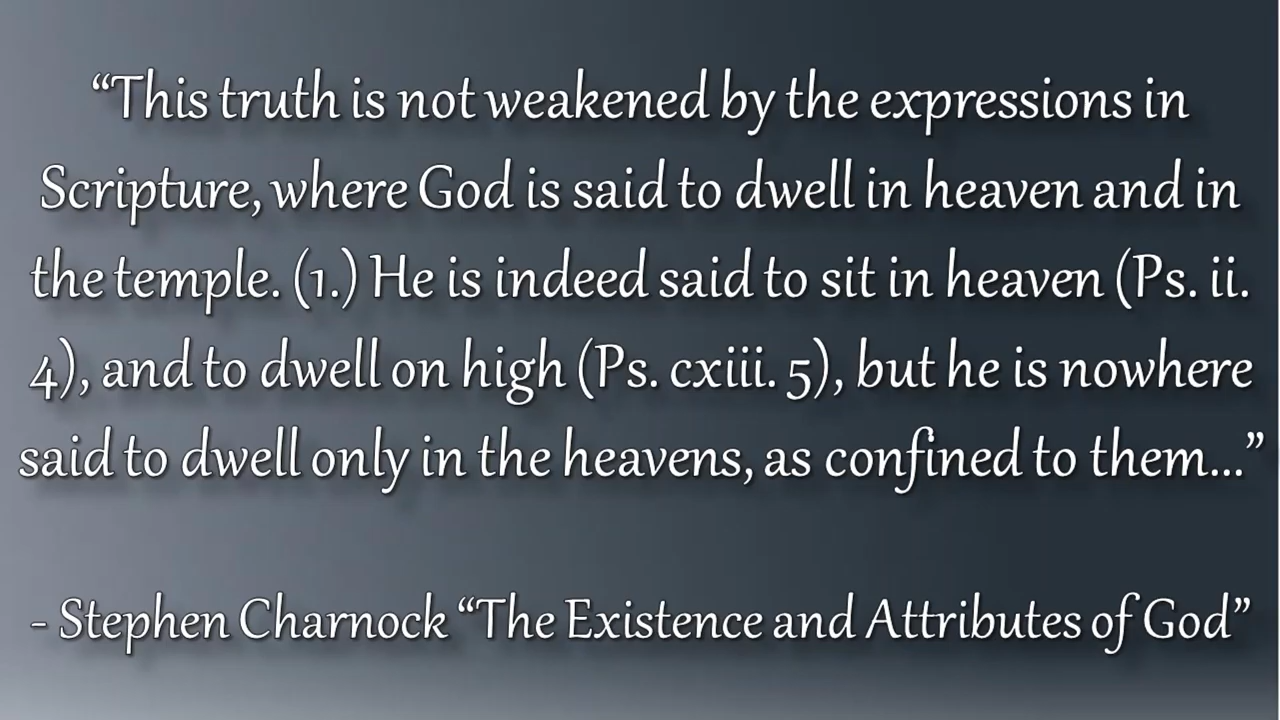 “This truth is not weakened by the expressions in
Scripture, where God is said to dwell in heaven and in
the temple. (1.) He is indeed said to sit in heaven (Ps. ii.
4), and to dwell on high (Ps. cxiii. 5), but he is nowhere
said to dwell only in the heavens, as confined to them...”
- Stephen Charnock “The Existence and Attributes of God”